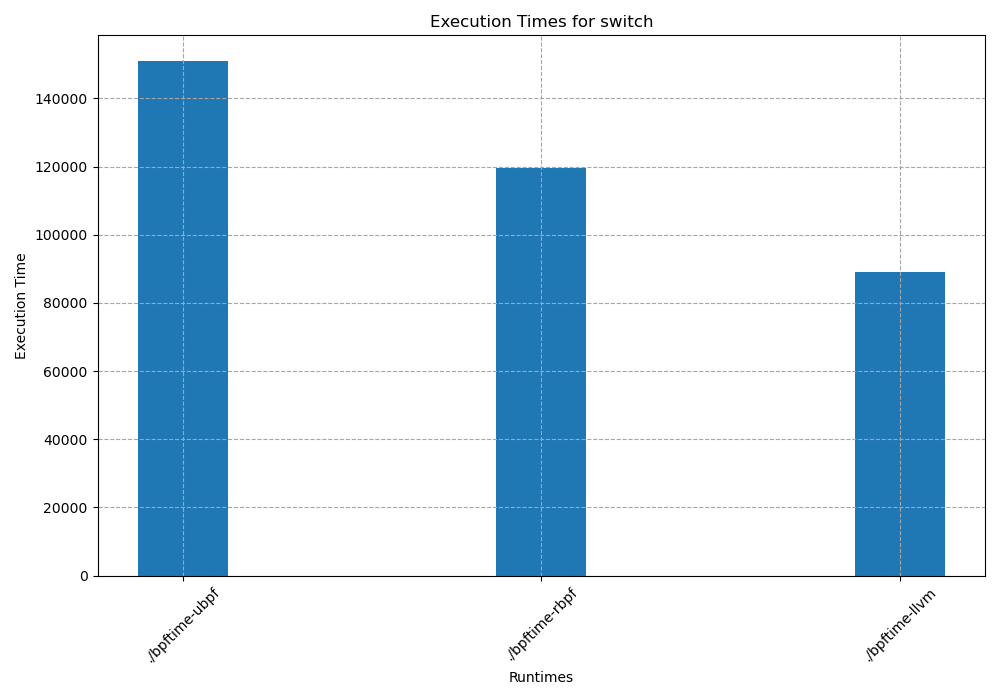 Execution Times for switch
Execution Time
140000
120000
100000
80000
60000
40000
20000
0
./bpftime-ubpf
./bpftime-rbpf
./bpftime-llvm
Runtimes